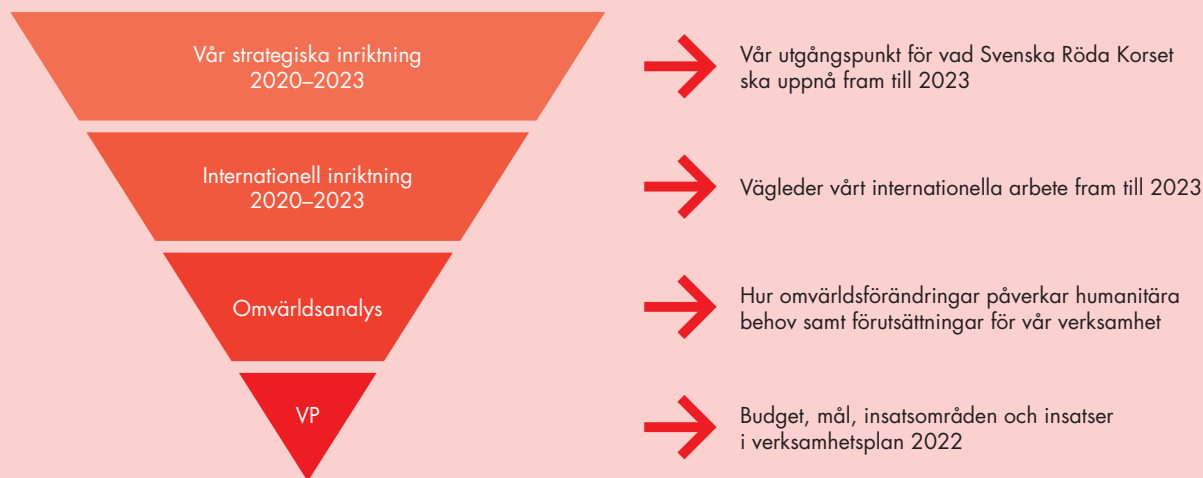 Vår strategiska inriktning
2020–2023
Vår utgångspunkt för vad Svenska Röda Korset
ska uppnå fram till 2023
Internationell inriktning
2020–2023
Vägleder vårt internationella arbete fram till 2023
Omvärldsanalys
Hur omvärldsförändringar påverkar humanitära
behov samt förutsättningar för vår verksamhet
VP
Budget, mål, insatsområden och insatser
i verksamhetsplan 2022